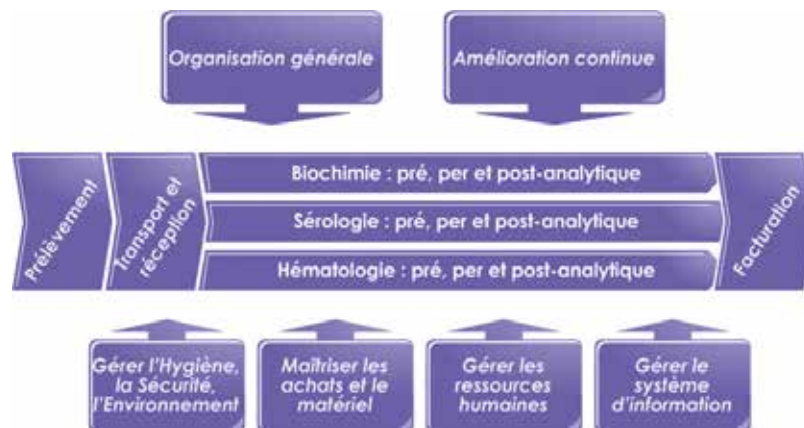 Organisation générale
Amélioration continue
Prélèvement
Transport et
réception
Biochimie : pré, per et post-analytique
Sérologie : pré, per et post-analytique
Hématologie : pré, per et post-analytique
Facturation
Gérer l'Hygiène,
la Sécurité,
l'Environnement
Maîtriser les
achats et le
matériel
Gérer les
ressources
humaines
Gérer le
système
d'information